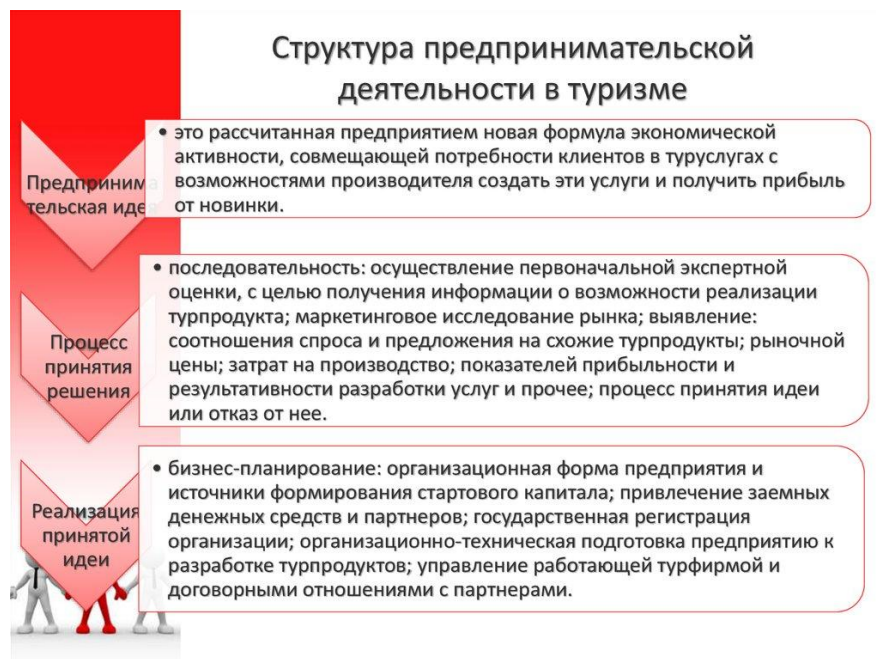 Структура предпринимательской
деятельности в туризме
Предпринима
тельская идея
• это рассчитанная предприятием новая формула экономической
активности, совмещающей потребности клиентов в туруслугах с
возможностями производителя создать эти услуги и получить прибыль
от новинки.
Процесс
принятия
решения
• последовательность: осуществление первоначальной экспертной
оценки, с целью получения информации о возможности реализации
турпродукта; маркетинговое исследование рынка; выявление:
соотношения спроса и предложения на схожие турпродукты; рыночной
цены; затрат на производство; показателей прибыльности и
результативности разработки услуг и прочее; процесс принятия идеи
или отказ от нее.
Реализация
принятой
идеи
• бизнес-планирование: организационная форма предприятия и
источники формирования стартового капитала; привлечение заемных
денежных средств и партнеров; государственная регистрация
организации; организационно-техническая подготовка предприятию к
разработке турпродуктов; управление работающей турфирмой и
договорными отношениями с партнерами.